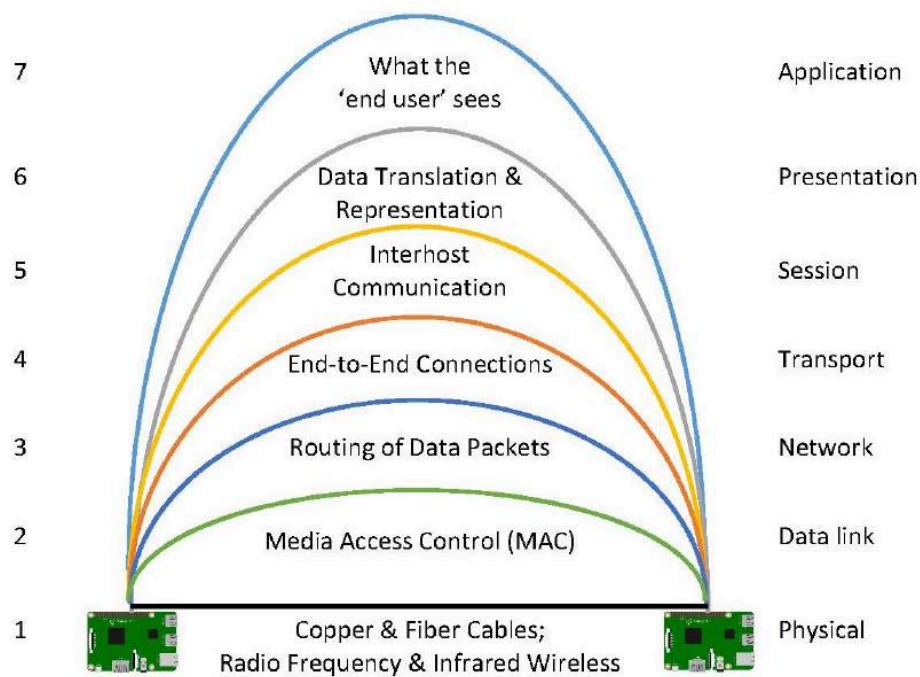 7
What the
‘end user’ sees
Application
6
Data Translation &
Representation
Presentation
5
Interhost
Communication
Session
4
End-to-End Connections
Transport
3
Routing of Data Packets
Network
2
Media Access Control (MAC)
Data link
1
Copper & Fiber Cables;
Radio Frequency & Infrared Wireless
Physical